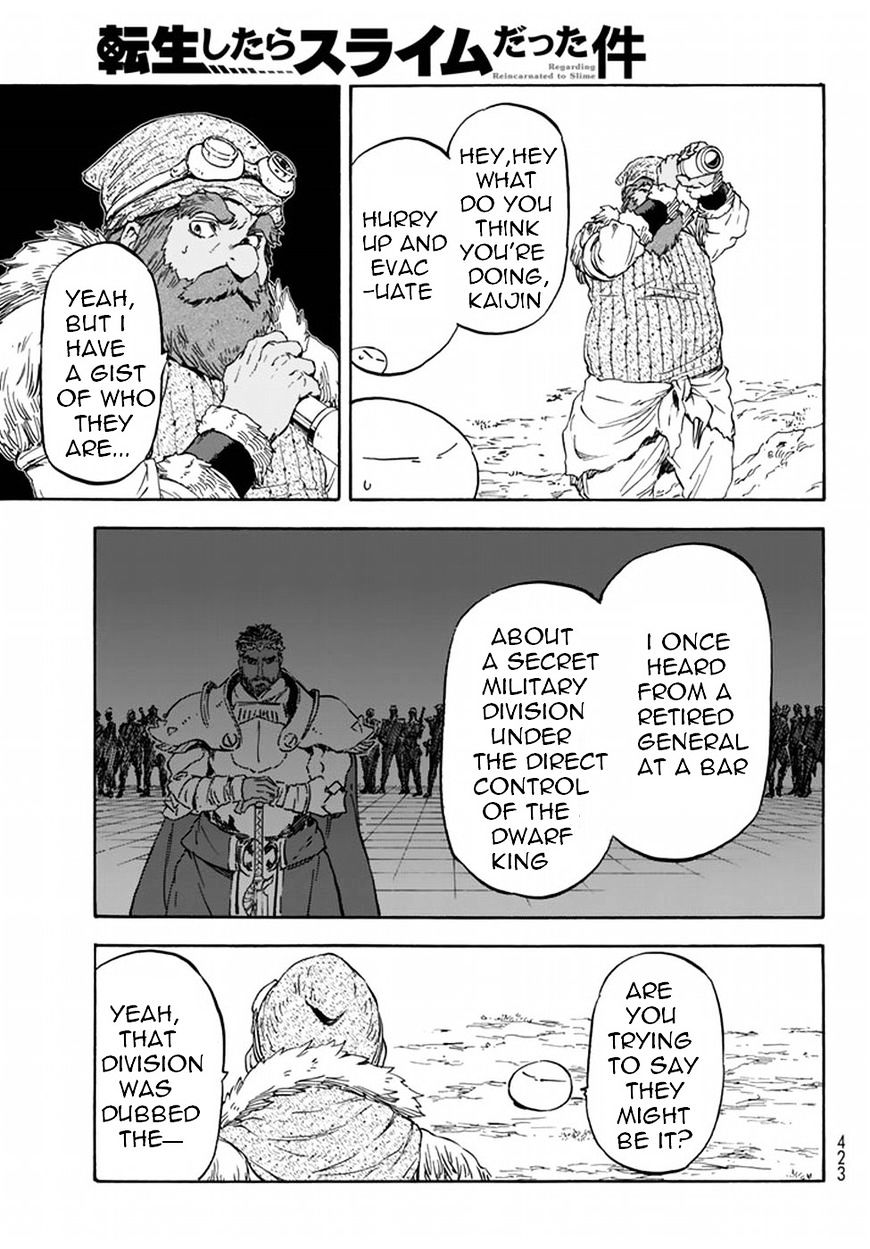 転生したらスライムだった件
Regarding
Reincarnated to Slime
HEY,HEY
WHAT
DO YOU
THINK
YOU'RE
DOING,
KAIJIN
HURRY
UP AND
EVAC
-UATE
YEAH,
BUT I
HAVE
A GIST
OF WHO
THEY
ARE...
I ONCE
HEARD
FROM A
RETIRED
GENERAL
AT A BAR
ABOUT
A SECRET
MILITARY
DIVISION
UNDER
THE DIRECT
CONTROL
OF THE
DWARF
KING
ARE
YOU
TRYING
TO SAY
THEY
MIGHT
BE IT?
YEAH,
THAT
DIVISION
WAS
DUBBED
THE—
423